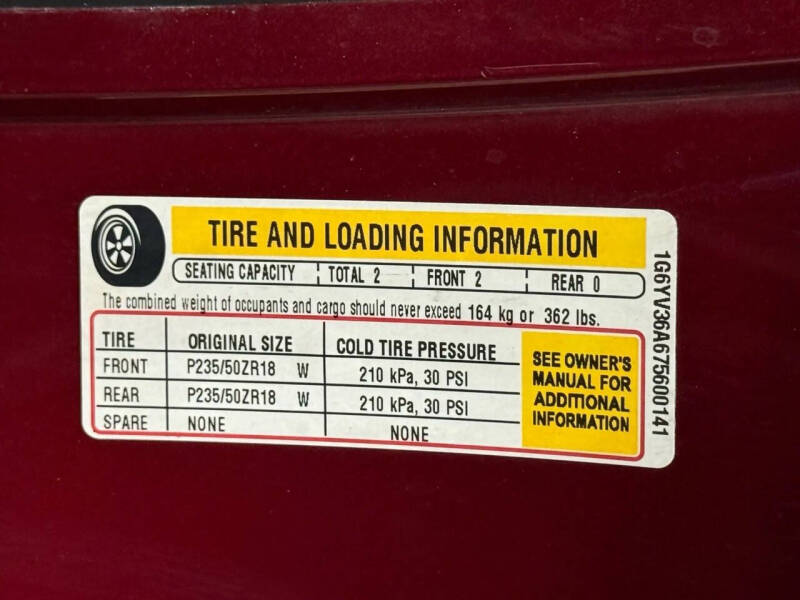 TIRE AND LOADING INFORMATION
SEATING CAPACITY TOTAL 2 FRONT 2 REAR 0
The combined weight of occupants and cargo should never exceed 164 kg or 362 lbs.
TIRE ORIGINAL SIZE COLD TIRE PRESSURE
FRONT P235/50ZR18 W 210 kPa, 30 PSI
REAR P235/50ZR18 W 210 kPa, 30 PSI
SPARE NONE NONE
SEE OWNER'S
MANUAL FOR
ADDITIONAL
INFORMATION
1G6YV36A675600141